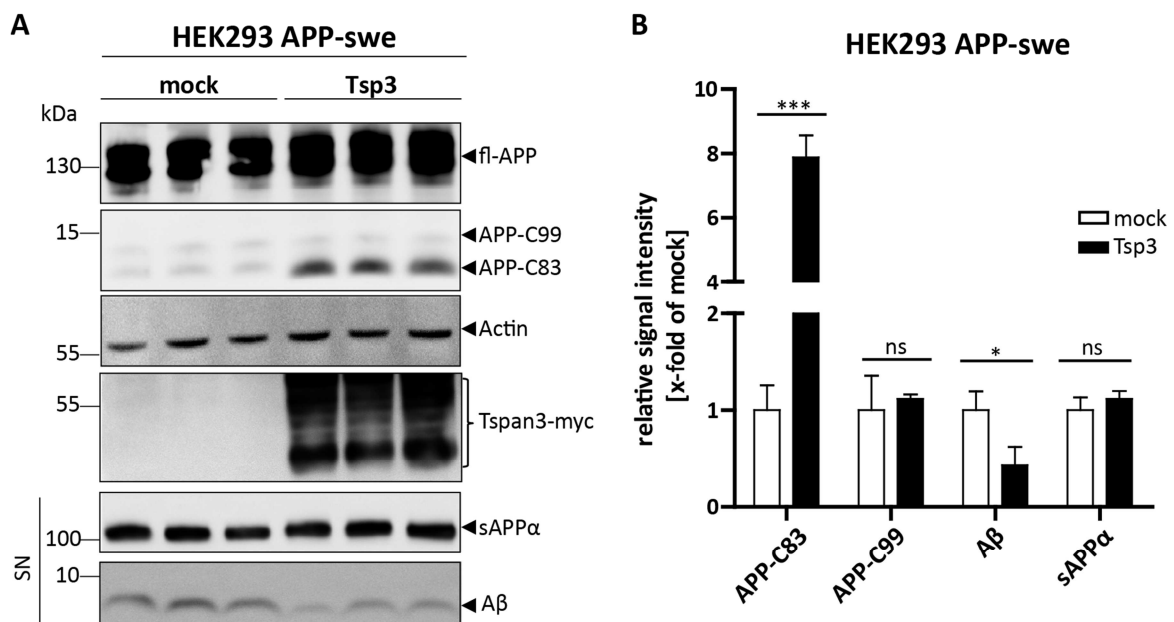 A
HEK293 APP-swe
mock Tsp3
kDa
130
fl-APP
15
APP-C99
APP-C83
Actin
55
55
Tspan3-myc
SN
100
sAPPα
10
Aβ
B
HEK293 APP-swe
relative signal intensity
[x-fold of mock]
10
8
6
4
2
1
0
***
ns
*
ns
mock
Tsp3
APP-C83
APP-C99
Aβ
sAPPα